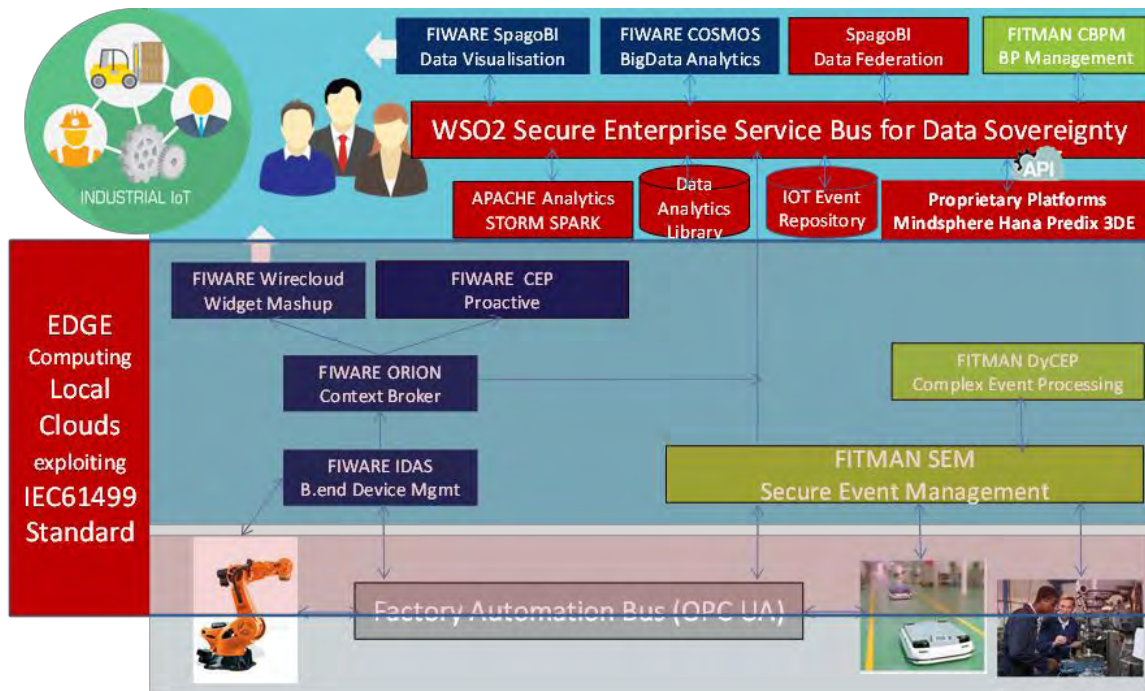 FIWARE SpagoBI
Data Visualisation
FIWARE COSMOS
BigData Analytics
SpagoBI
Data Federation
FITMAN CBPM
BP Management
WSO2 Secure Enterprise Service Bus for Data Sovereignty
INDUSTRIAL IoT
API
APACHE Analytics
STORM SPARK
Data
Analytics
Library
IOT Event
Repository
Proprietary Platforms
Mindsphere Hana Predix 3DE
EDGE
Computing
Local
Clouds
exploiting
IEC61499
Standard
FIWARE Wirecloud
Widget Mashup
FIWARE CEP
Proactive
FIWARE ORION
Context Broker
FITMAN DyCEP
Complex Event Processing
FIWARE IDAS
B.end Device Mgmt
FITMAN SEM
Secure Event Management
Factory Automation Bus (OPC UA)